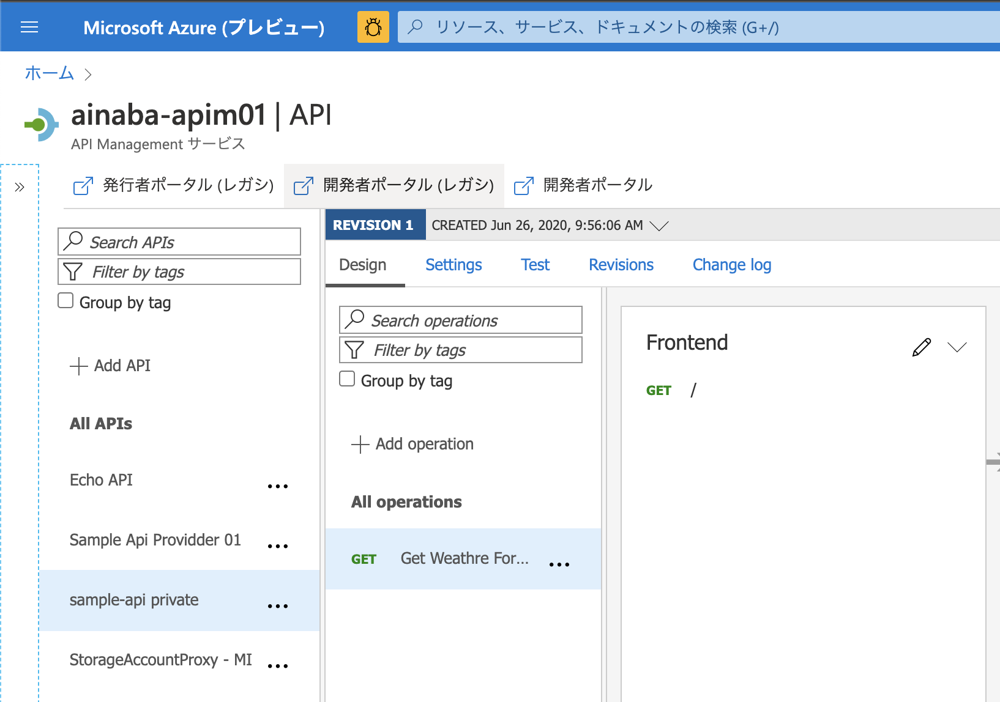 Microsoft Azure (プレビュー)
リソース、サービス、ドキュメントの検索 (G+/)
ホーム
ainaba-apim01 | API
API Management サービス
発行者ポータル (レガシ)
開発者ポータル (レガシ)
開発者ポータル
Search APIs
Filter by tags
Group by tag
Add API
All APIs
Echo API
Sample Api Providder 01
sample-api private
StorageAccountProxy - MI
REVISION 1
CREATED Jun 26, 2020, 9:56:06 AM
Design
Settings
Test
Revisions
Change log
Search operations
Filter by tags
Group by tag
Add operation
All operations
GET Get Weathre For...
Frontend
GET /